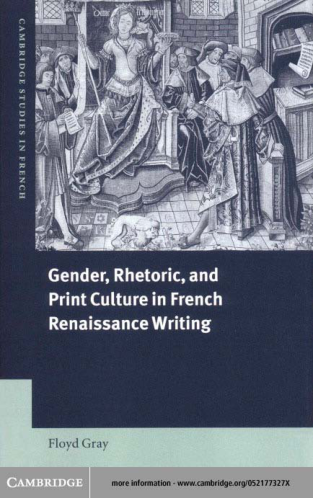 CAMBRIDGE STUDIES IN FRENCH
Gender, Rhetoric, and
Print Culture in French
Renaissance Writing
Floyd Gray
CAMBRIDGE
more information - www.cambridge.org/052177327X